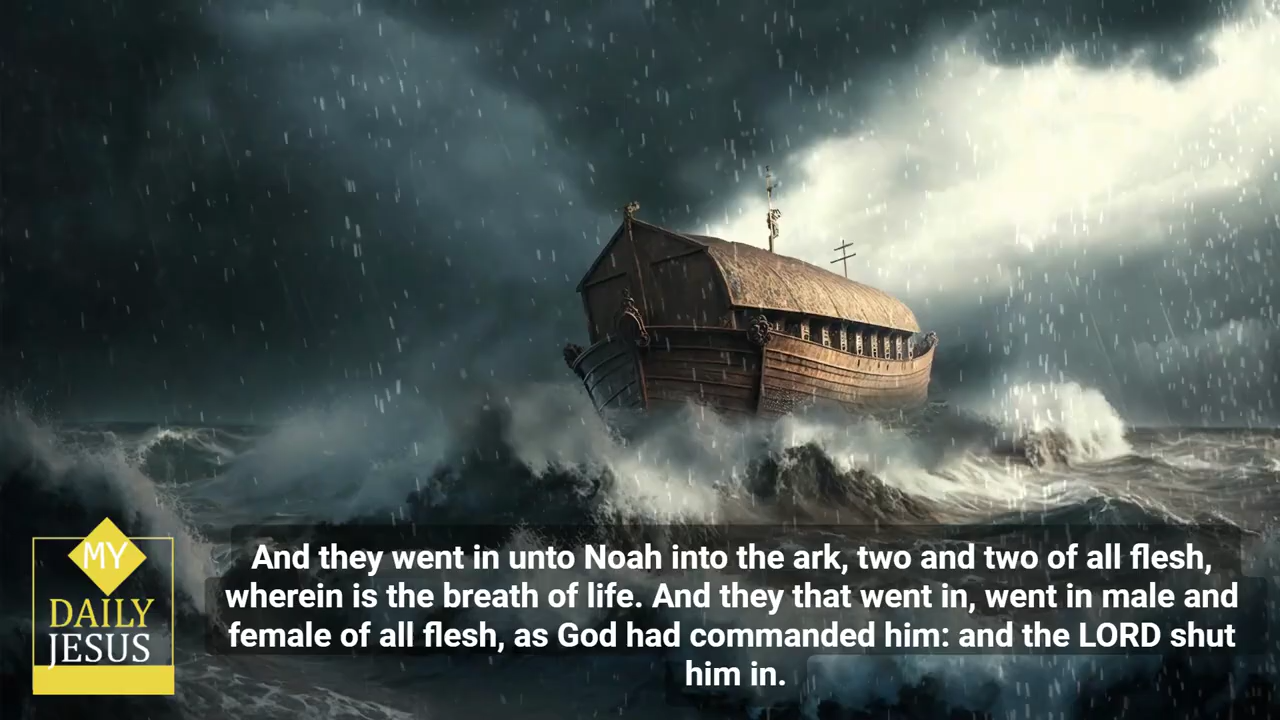 And they went in unto Noah into the ark, two and two of all flesh,
wherein is the breath of life. And they that went in, went in male and
female of all flesh, as God had commanded him: and the LORD shut
him in.
MY
DAILY
JESUS